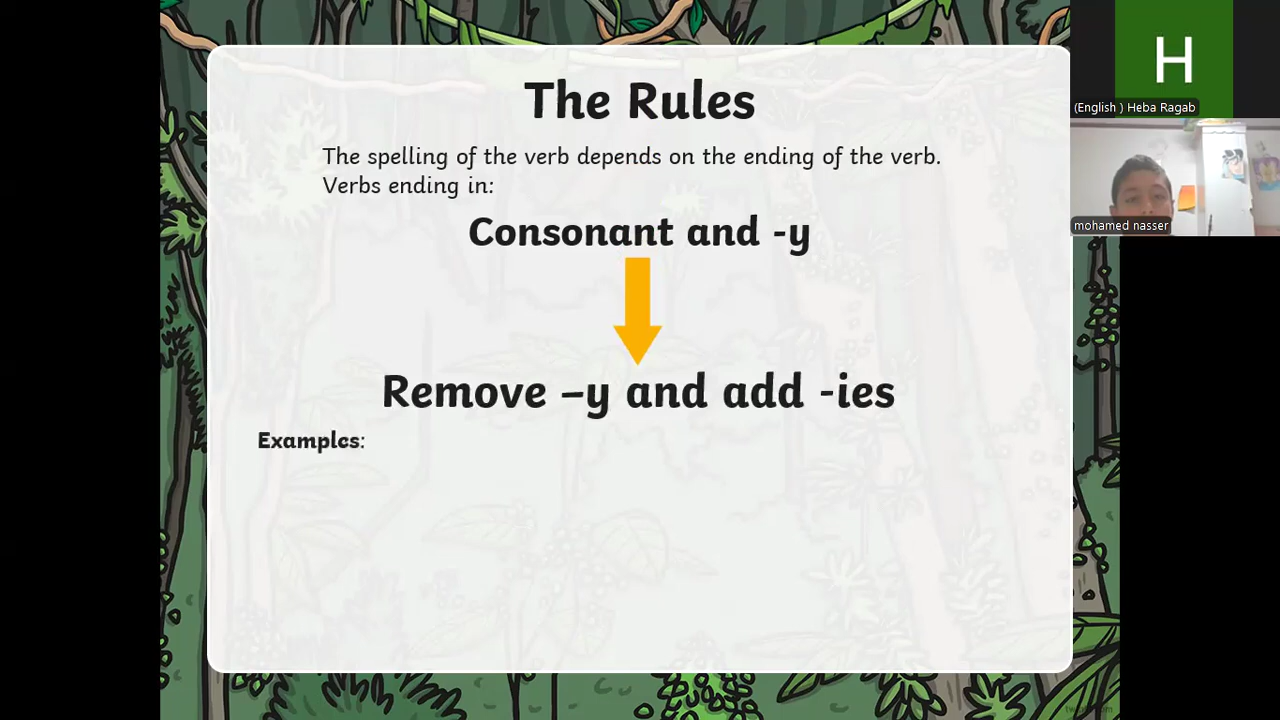 The Rules
The spelling of the verb depends on the ending of the verb.
Verbs ending in:
Consonant and -y
Remove –y and add -ies
Examples:
H
(English ) Heba Ragab
mohamed nasser